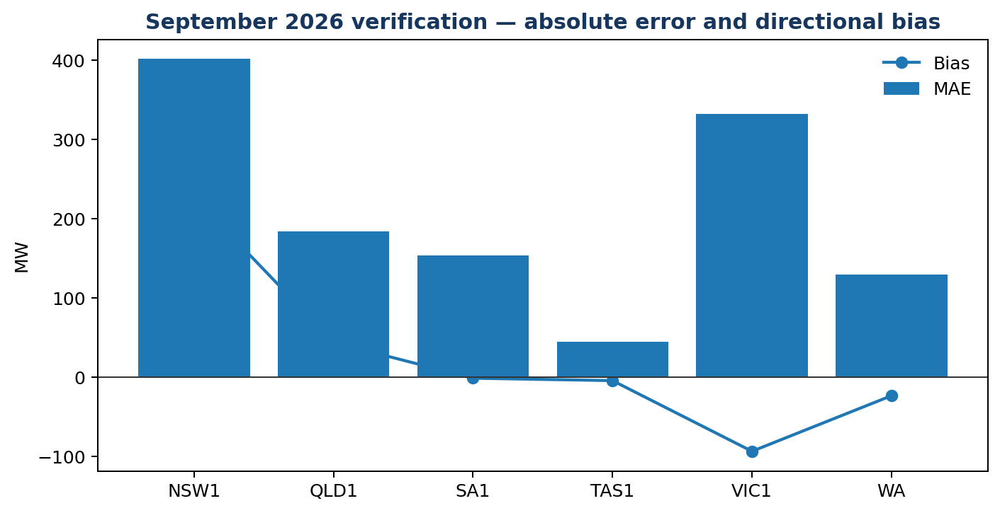 September 2026 verification — absolute error and directional bias
MW
400
300
200
100
0
−100
Bias
MAE
NSW1
QLD1
SA1
TAS1
VIC1
WA